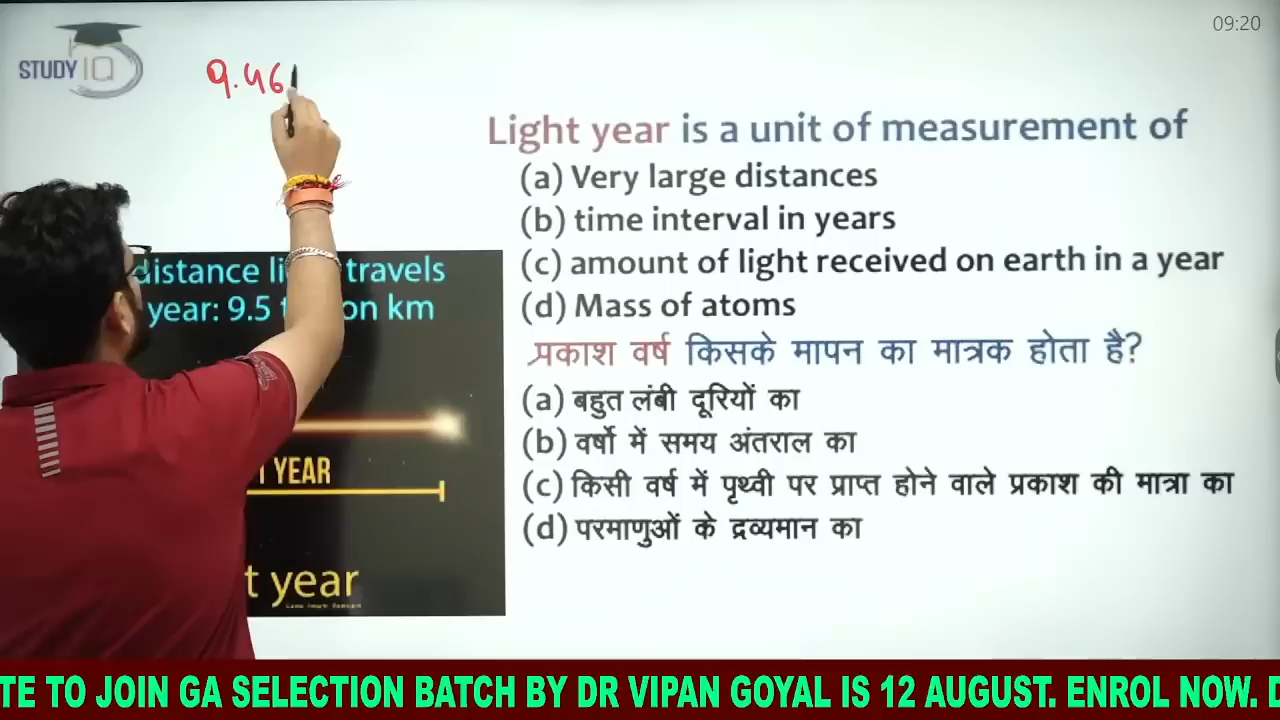 09:20
STUDY IQ
9.46
Light year is a unit of measurement of
(a) Very large distances
(b) time interval in years
(c) amount of light received on earth in a year
(d) Mass of atoms
प्रकाश वर्ष किसके मापन का मात्रक होता है?
(a) बहुत लंबी दूरियों का
(b) वर्षो में समय अंतराल का
(c) किसी वर्ष में पृथ्वी पर प्राप्त होने वाले प्रकाश की मात्रा का
(d) परमाणुओं के द्रव्यमान का
distance travels
year: 9.5 on km
1 YEAR
t year
TE TO JOIN GA SELECTION BATCH BY DR VIPAN GOYAL IS 12 AUGUST. ENROL NOW. D